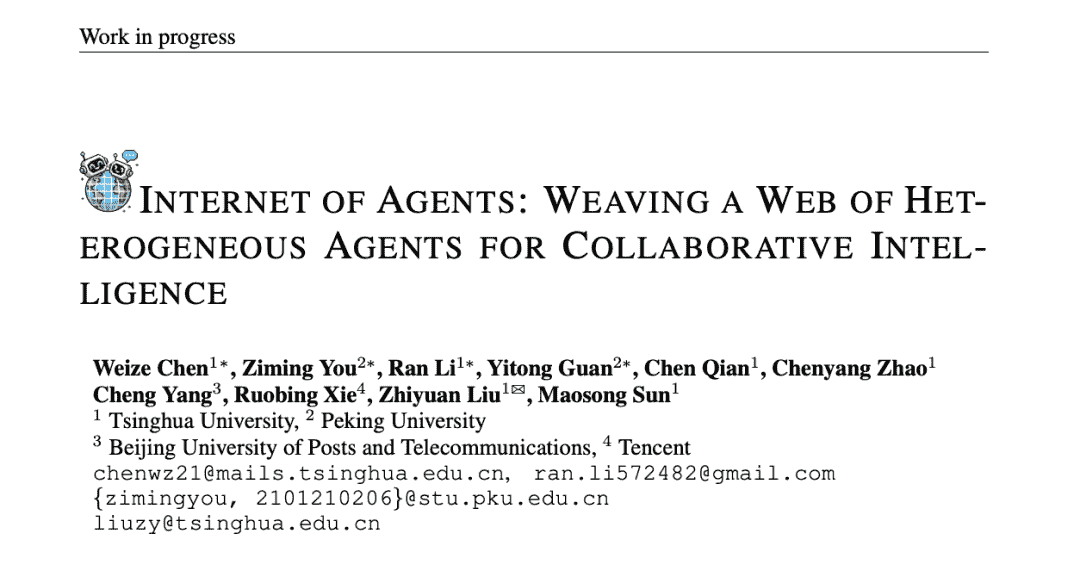 Work in progress
INTERNET OF AGENTS: WEAVING A WEB OF HET-
EROGENEOUS AGENTS FOR COLLABORATIVE INTEL-
LIGENCE
Weize Chen¹*, Ziming You²*, Ran Li¹*, Yitong Guan²*, Chen Qian¹, Chenyang Zhao¹
Cheng Yang³, Ruobing Xie⁴, Zhiyuan Liu¹✉, Maosong Sun¹
¹ Tsinghua University, ² Peking University
³ Beijing University of Posts and Telecommunications, ⁴ Tencent
chenwz21@mails.tsinghua.edu.cn, ran.li572482@gmail.com
{zimingyou, 2101210206}@stu.pku.edu.cn
liuzy@tsinghua.edu.cn